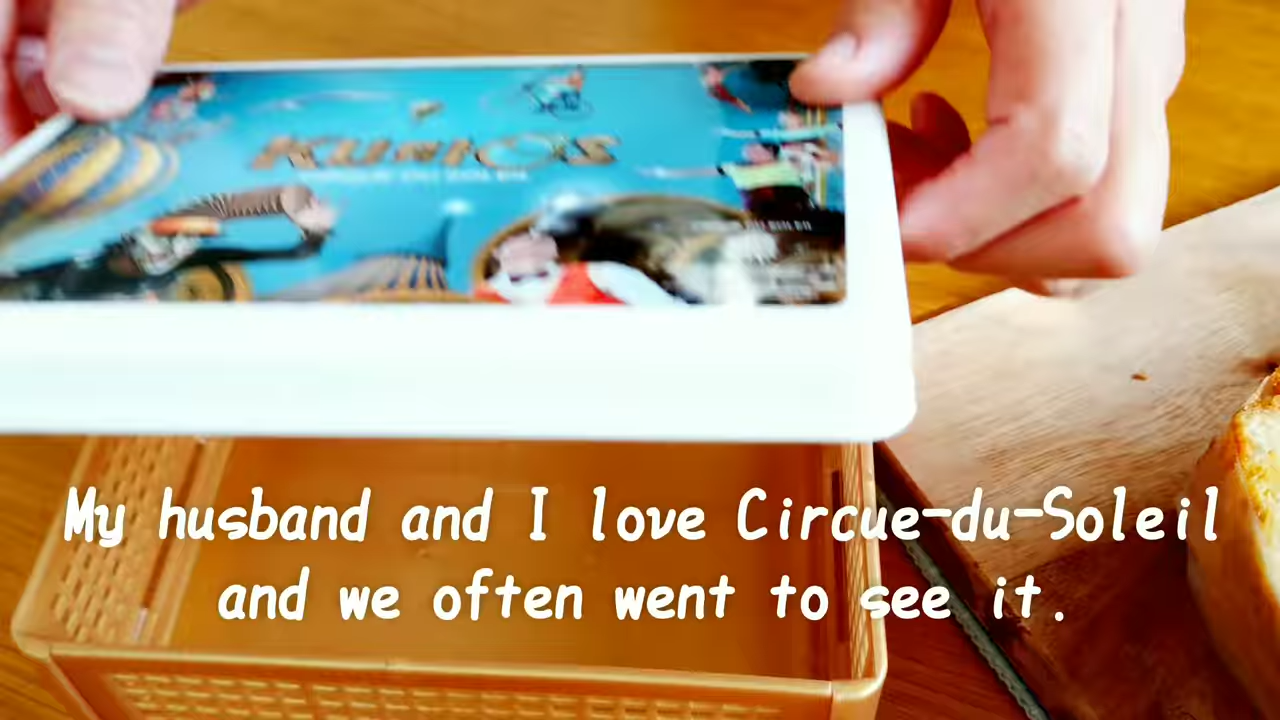 KURIOS
My husband and I love Circue-du-Soleil
and we often went to see it.